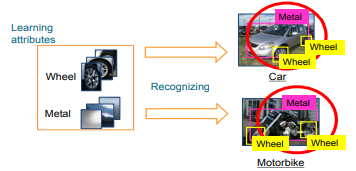 Learning
attributes
Wheel
Metal
Recognizing
Metal
Wheel
Wheel
Car
Metal
Wheel
Wheel
Motorbike